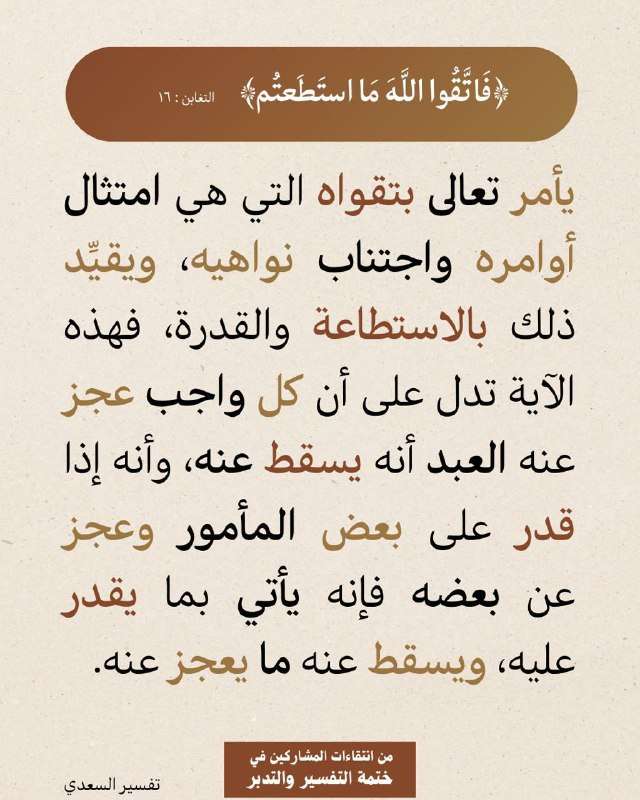 ﴿فَاتَّقُوا اللَّهَ مَا استَطَعتُم﴾ التغابن : ١٦
يأمر تعالى بتقواه التي هي امتثال
أوامره واجتناب نواهيه، ويقيِّد
ذلك بالاستطاعة والقدرة، فهذه
الآية تدل على أن كل واجب عجز
عنه العبد أنه يسقط عنه، وأنه إذا
قدر على بعض المأمور وعجز
عن بعضه فإنه يأتي بما يقدر
عليه، ويسقط عنه ما يعجز عنه.
من انتقاءات المشاركين في
ختمة التفسير والتدبر
تفسير السعدي